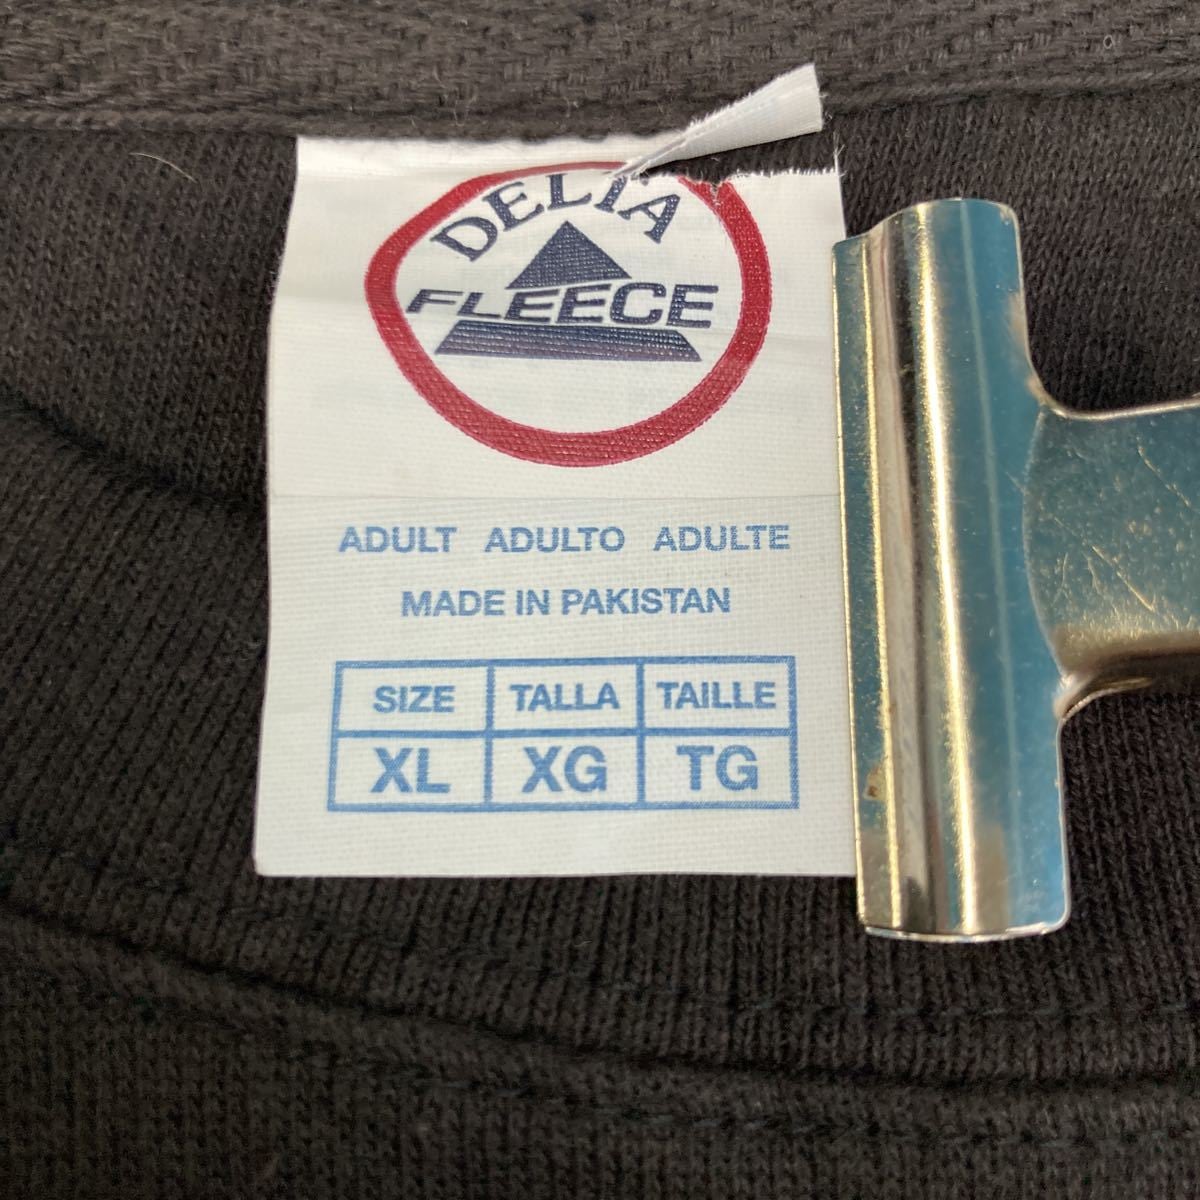 DELTA
FLEECE
ADULT ADULTO ADULTE
MADE IN PAKISTAN
SIZE TALLA TAILLE
XL XG TG